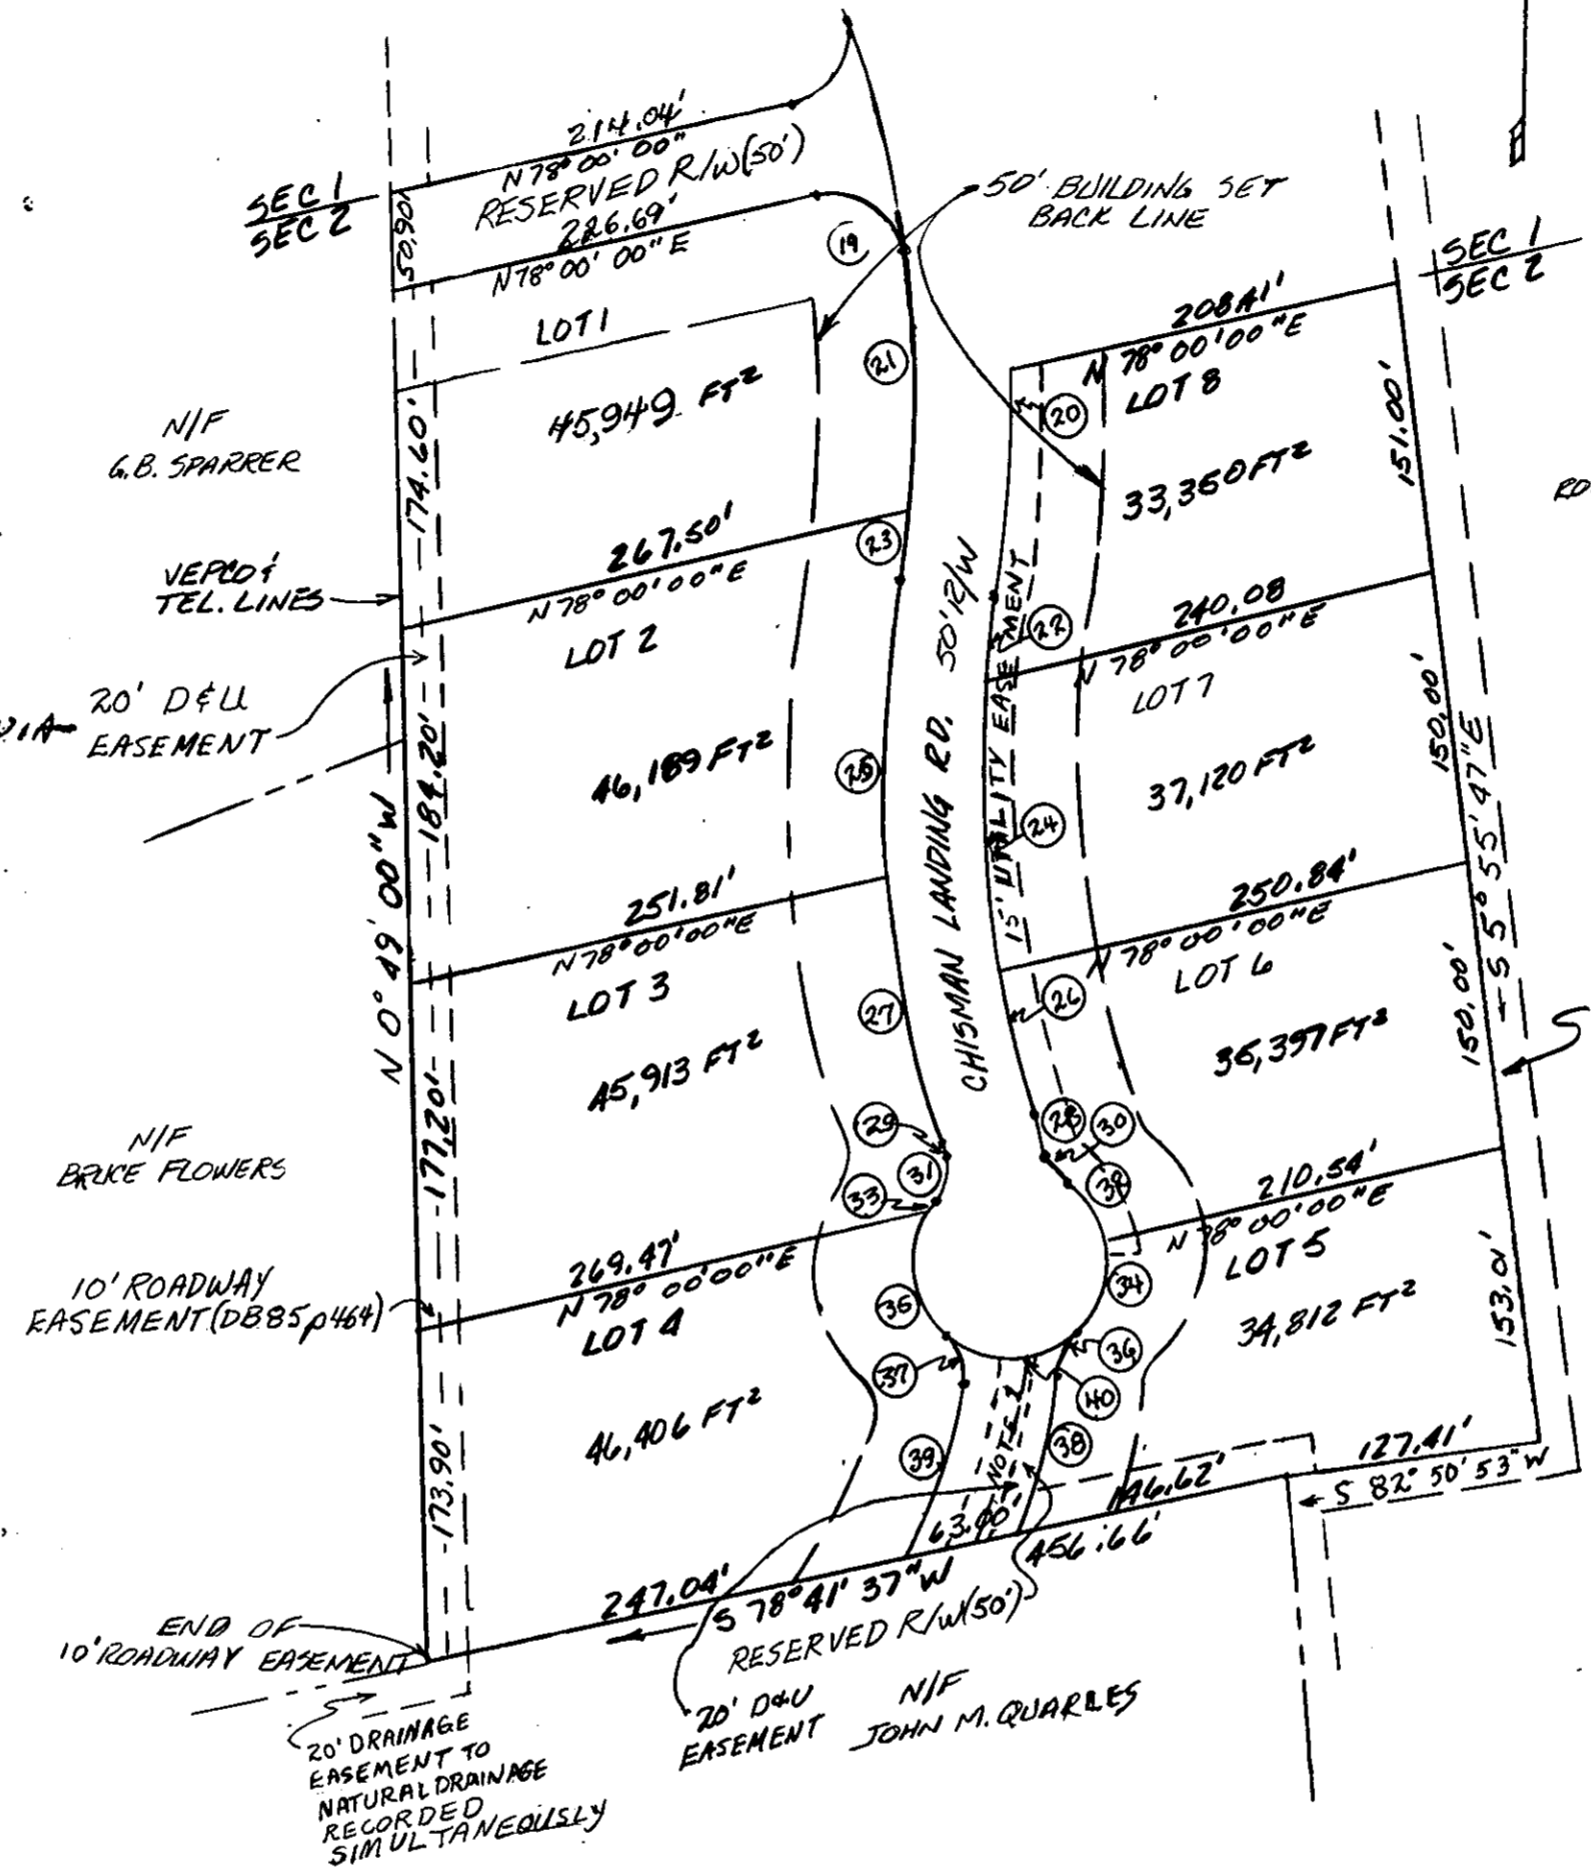 214.04'
N 78° 00' 00"
RESERVED R/W (50')
226.69'
N 78° 00' 00" E
SEC 1
SEC 2
50.90'
50' BUILDING SET
BACK LINE
SEC 1
SEC 2
19
LOT 1
45,949 FT²
21
208.41'
N 78° 00' 00" E
LOT 8
20
33,350 FT²
151.00'
N/F
G.B. SPARRER
174.60'
RD
267.50'
N 78° 00' 00" E
23
VEPCO &
TEL. LINES
LOT 2
20' D & U
EASEMENT
46,189 FT²
184.20'
25
CHISMAN LANDING RD. 50' R/W
15' UTILITY EASEMENT
22
240.08
N 78° 00' 00" E
LOT 7
37,120 FT²
24
150.00'
S 5° 55' 47" E
N 0° 49' 00" W
251.81'
N 78° 00' 00" E
LOT 3
45,913 FT²
27
250.84'
N 78° 00' 00" E
LOT 6
26
36,397 FT²
150.00'
177.20'
29
31
33
28
30
32
N/F
BRUCE FLOWERS
10' ROADWAY
EASEMENT (DB85 p464)
269.47'
N 78° 00' 00" E
LOT 4
46,406 FT²
210.54'
N 78° 00' 00" E
LOT 5
34,812 FT²
153.01'
35
34
37
36
40
39
38
NOTE 2
173.90'
127.41'
S 82° 50' 53" W
146.62'
63.00'
456.66'
247.04'
S 78° 41' 37" W
RESERVED R/W (50')
END OF
10' ROADWAY EASEMENT
20' D & U
EASEMENT
N/F
JOHN M. QUARLES
20' DRAINAGE
EASEMENT TO
NATURAL DRAINAGE
RECORDED
SIMULTANEOUSLY